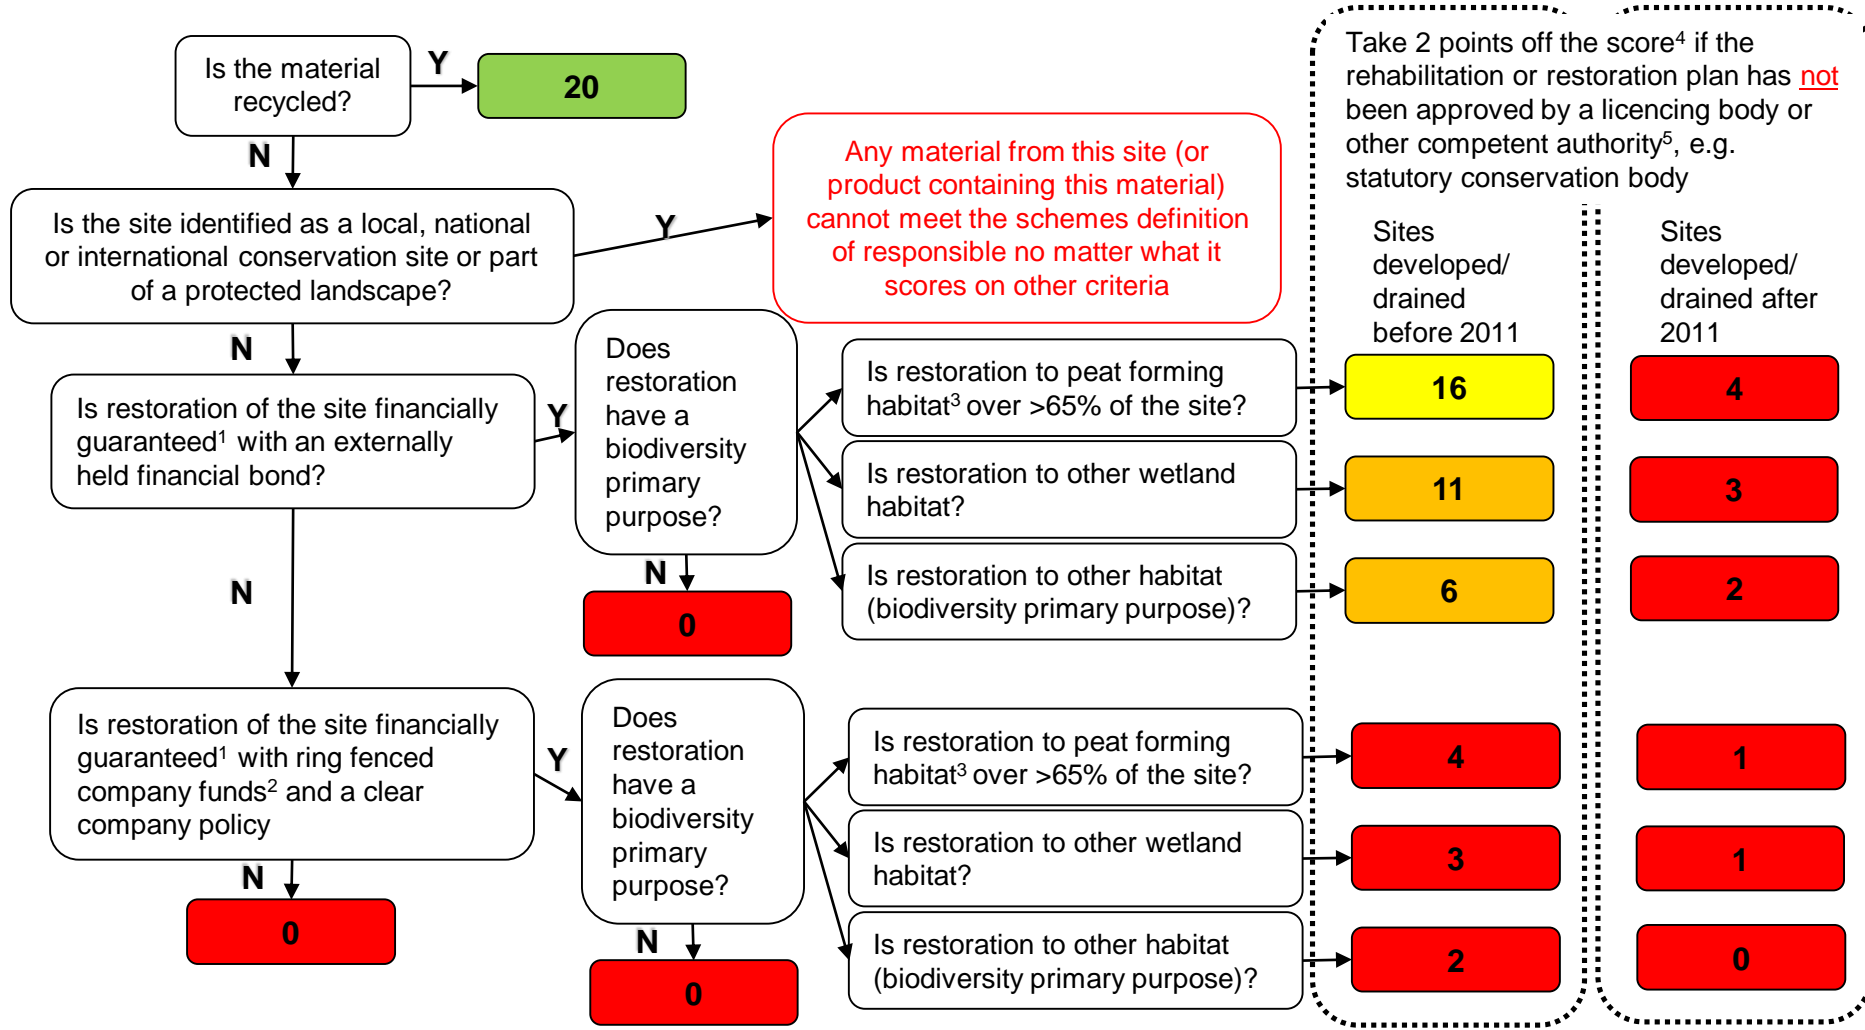 Is the material
recycled?
Y
20
N
Is the site identified as a local, national
or international conservation site or part
of a protected landscape?
Y
Any material from this site (or
product containing this material)
cannot meet the schemes definition
of responsible no matter what it
scores on other criteria
Take 2 points off the score⁴ if the
rehabilitation or restoration plan has not
been approved by a licencing body or
other competent authority⁵, e.g.
statutory conservation body
Sites
developed/
drained
before 2011
Sites
developed/
drained after
2011
N
Is restoration of the site financially
guaranteed¹ with an externally
held financial bond?
Y
Does
restoration
have a
biodiversity
primary
purpose?
N
0
Is restoration to peat forming
habitat³ over >65% of the site?
16
4
Is restoration to other wetland
habitat?
11
3
Is restoration to other habitat
(biodiversity primary purpose)?
6
2
N
Is restoration of the site financially
guaranteed¹ with ring fenced
company funds² and a clear
company policy
N
0
Y
Does
restoration
have a
biodiversity
primary
purpose?
N
0
Is restoration to peat forming
habitat³ over >65% of the site?
4
1
Is restoration to other wetland
habitat?
3
1
Is restoration to other habitat
(biodiversity primary purpose)?
2
0